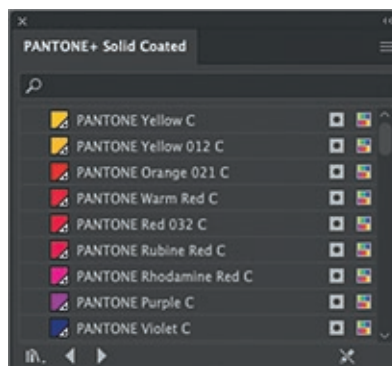 PANTONE+ Solid Coated
PANTONE Yellow C
PANTONE Yellow 012 C
PANTONE Orange 021 C
PANTONE Warm Red C
PANTONE Red 032 C
PANTONE Rubine Red C
PANTONE Rhodamine Red C
PANTONE Purple C
PANTONE Violet C